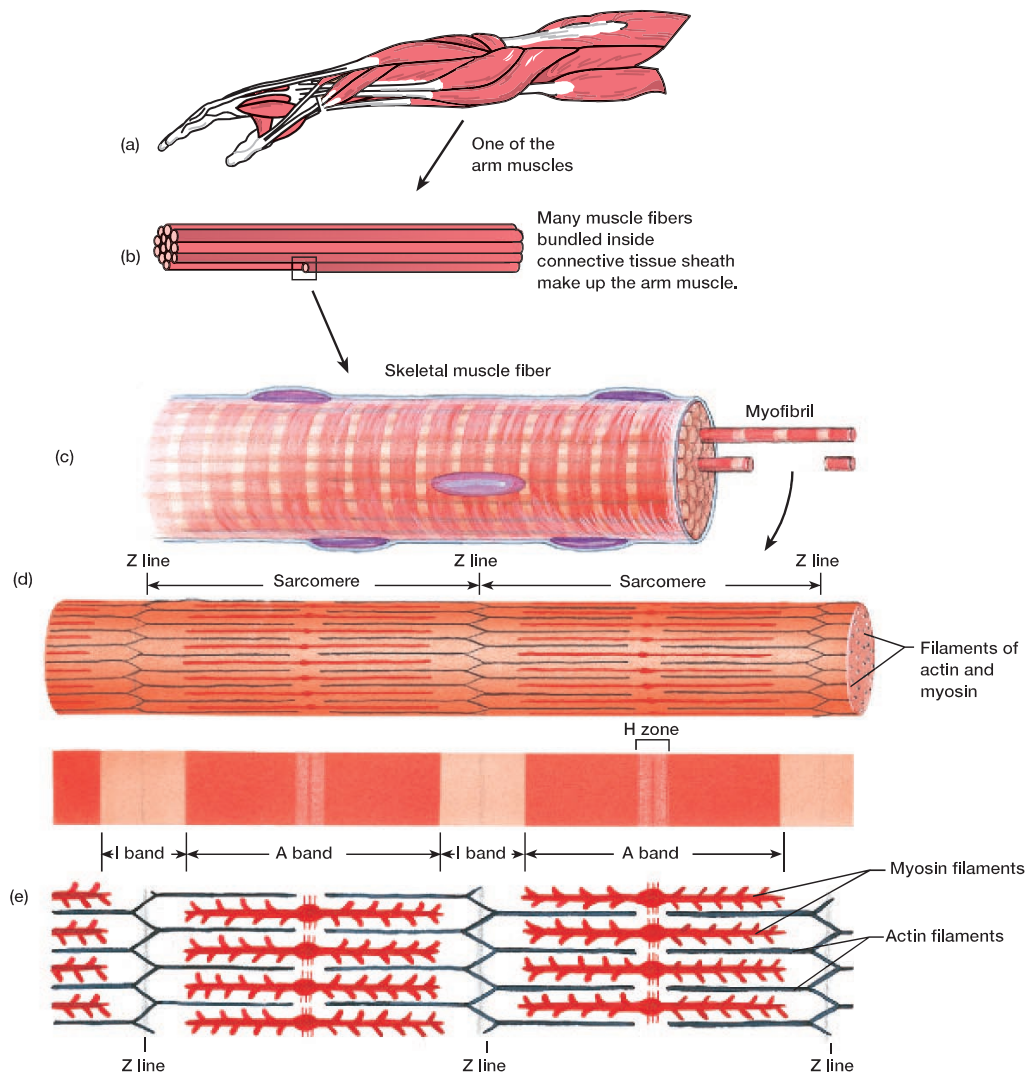 (a)
One of the
arm muscles
(b)
Many muscle fibers
bundled inside
connective tissue sheath
make up the arm muscle.
Skeletal muscle fiber
Myofibril
(c)
Z line
Z line
Z line
(d)
Sarcomere
Sarcomere
Filaments of
actin and
myosin
H zone
I band
A band
I band
A band
(e)
Myosin filaments
Actin filaments
Z line
Z line
Z line